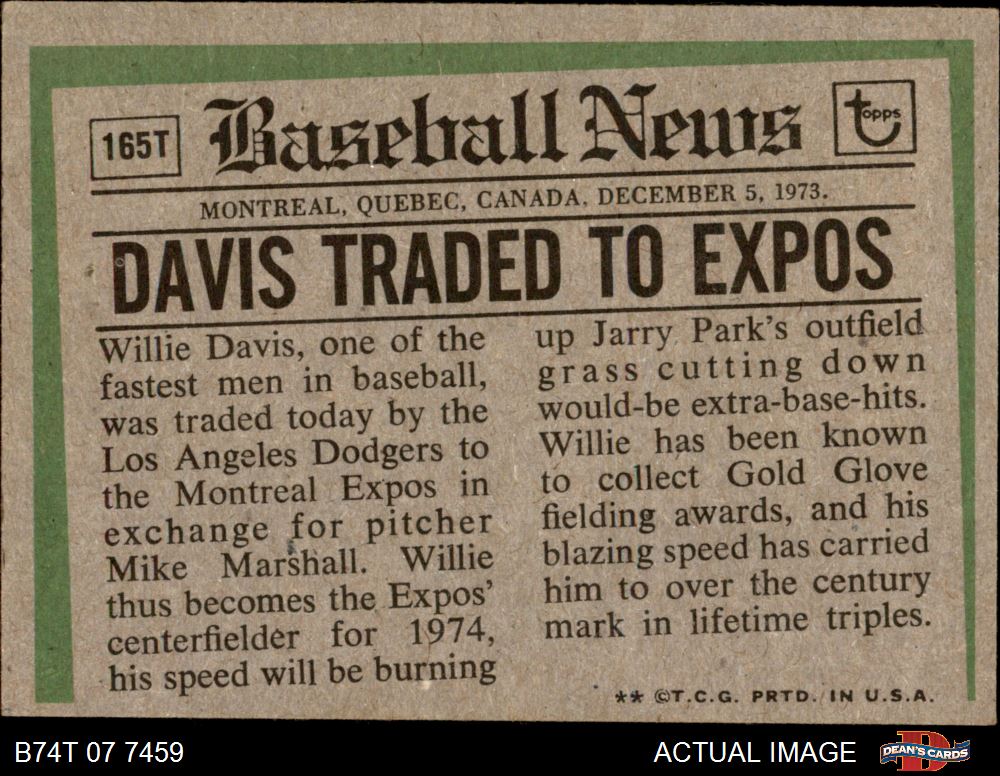 165T
Baseball News
topps
MONTREAL, QUEBEC, CANADA, DECEMBER 5, 1973.
DAVIS TRADED TO EXPOS
Willie Davis, one of the
fastest men in baseball,
was traded today by the
Los Angeles Dodgers to
the Montreal Expos in
exchange for pitcher
Mike Marshall. Willie
thus becomes the Expos'
centerfielder for 1974,
his speed will be burning
up Jarry Park's outfield
grass cutting down
would-be extra-base-hits.
Willie has been known
to collect Gold Glove
fielding awards, and his
blazing speed has carried
him to over the century
mark in lifetime triples.
** ©T.C.G. PRTD. IN U.S.A.
B74T 07 7459
ACTUAL IMAGE
DEAN'S CARDS